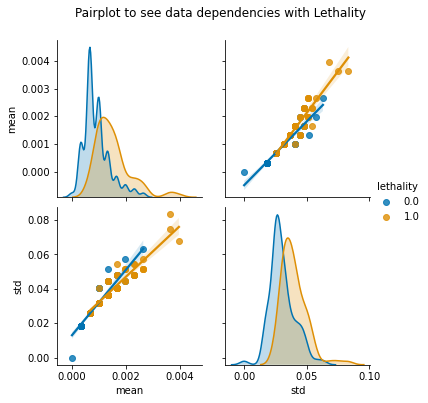 Pairplot to see data dependencies with Lethality
0.004
0.003
0.002
0.001
0.000
mean
lethality
0.0
1.0
0.08
0.06
0.04
0.02
0.00
std
0.000 0.002 0.004
mean
0.00 0.05 0.10
std